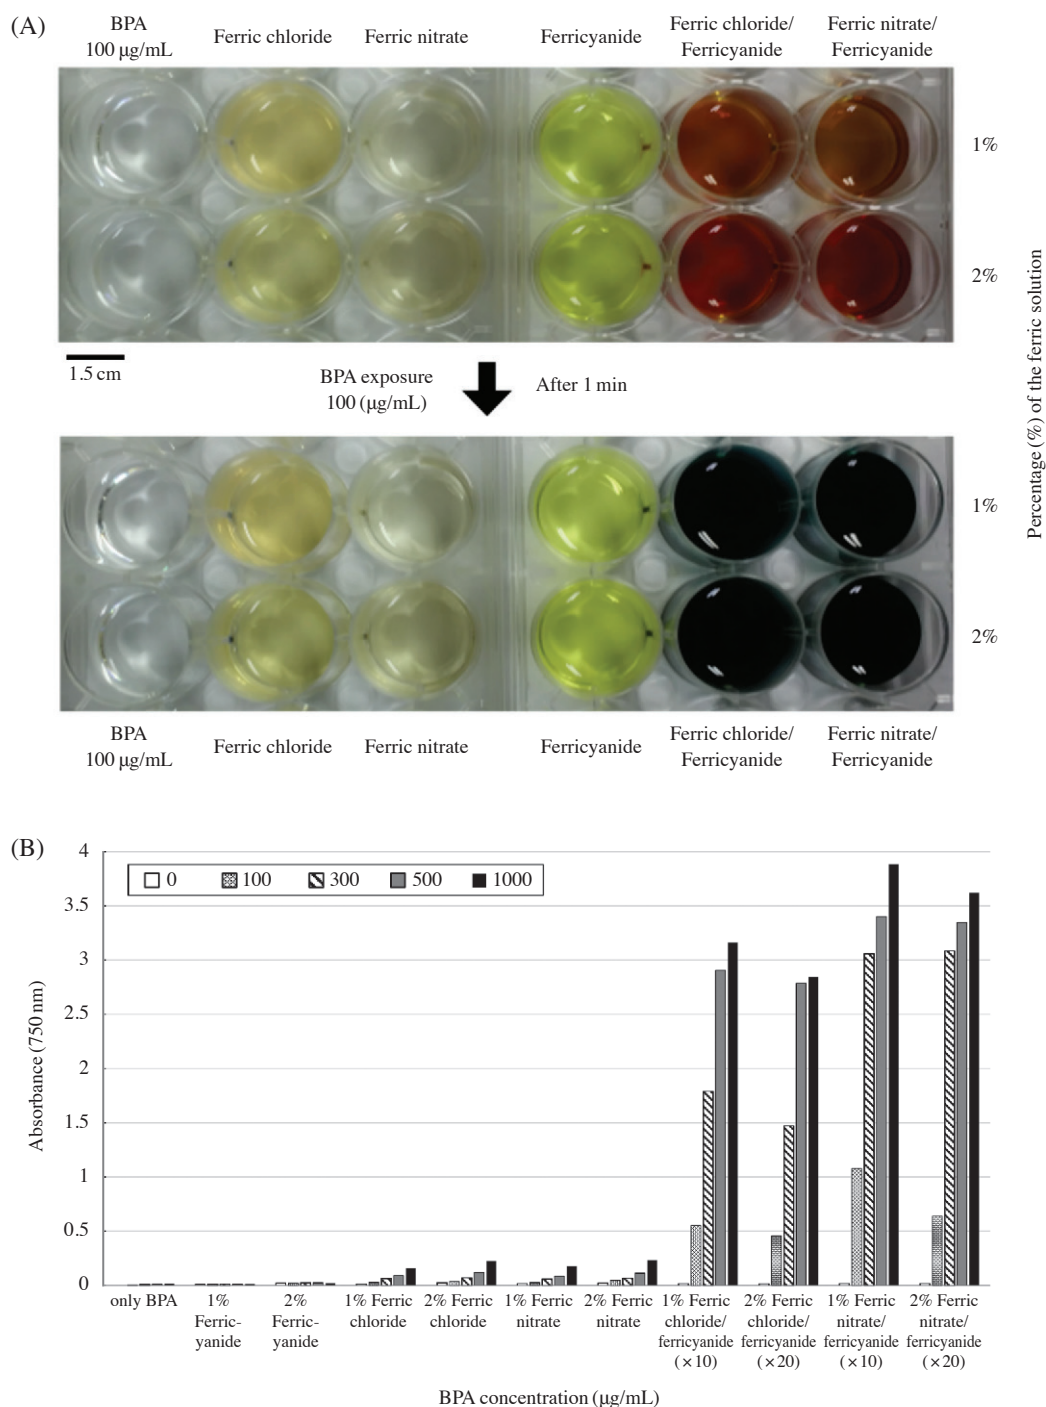 (A)
BPA
100 µg/mL
Ferric chloride
Ferric nitrate
Ferricyanide
Ferric chloride/
Ferricyanide
Ferric nitrate/
Ferricyanide
1%
2%
1.5 cm
BPA exposure
100 (µg/mL)
After 1 min
1%
2%
Percentage (%) of the ferric solution
BPA
100 µg/mL
Ferric chloride
Ferric nitrate
Ferricyanide
Ferric chloride/
Ferricyanide
Ferric nitrate/
Ferricyanide
(B)
Absorbance (750 nm)
4
3.5
3
2.5
2
1.5
1
0.5
0
0 100 300 500 1000
only BPA
1%
Ferric-
yanide
2%
Ferric-
yanide
1% Ferric
chloride
2% Ferric
chloride
1% Ferric
nitrate
2% Ferric
nitrate
1% Ferric
chloride/
ferricyanide
(×10)
2% Ferric
chloride/
ferricyanide
(×20)
1% Ferric
nitrate/
ferricyanide
(×10)
2% Ferric
nitrate/
ferricyanide
(×20)
BPA concentration (µg/mL)